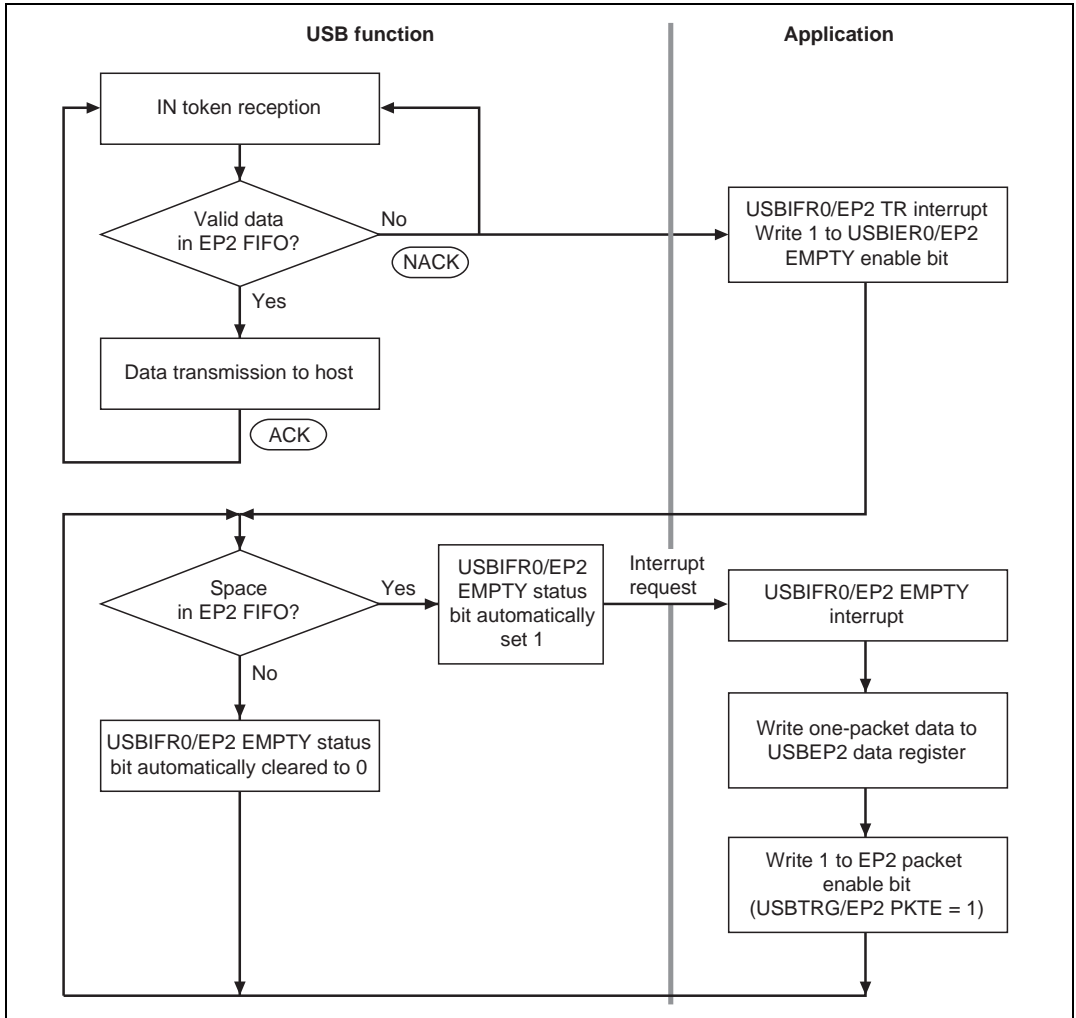 USB function
Application
IN token reception
Valid data
in EP2 FIFO?
No
NACK
USBIFR0/EP2 TR interrupt
Write 1 to USBIER0/EP2
EMPTY enable bit
Yes
Data transmission to host
ACK
Space
in EP2 FIFO?
Yes
USBIFR0/EP2
EMPTY status
bit automatically
set 1
Interrupt
request
USBIFR0/EP2 EMPTY
interrupt
No
USBIFR0/EP2 EMPTY status
bit automatically cleared to 0
Write one-packet data to
USBEP2 data register
Write 1 to EP2 packet
enable bit
(USBTRG/EP2 PKTE = 1)